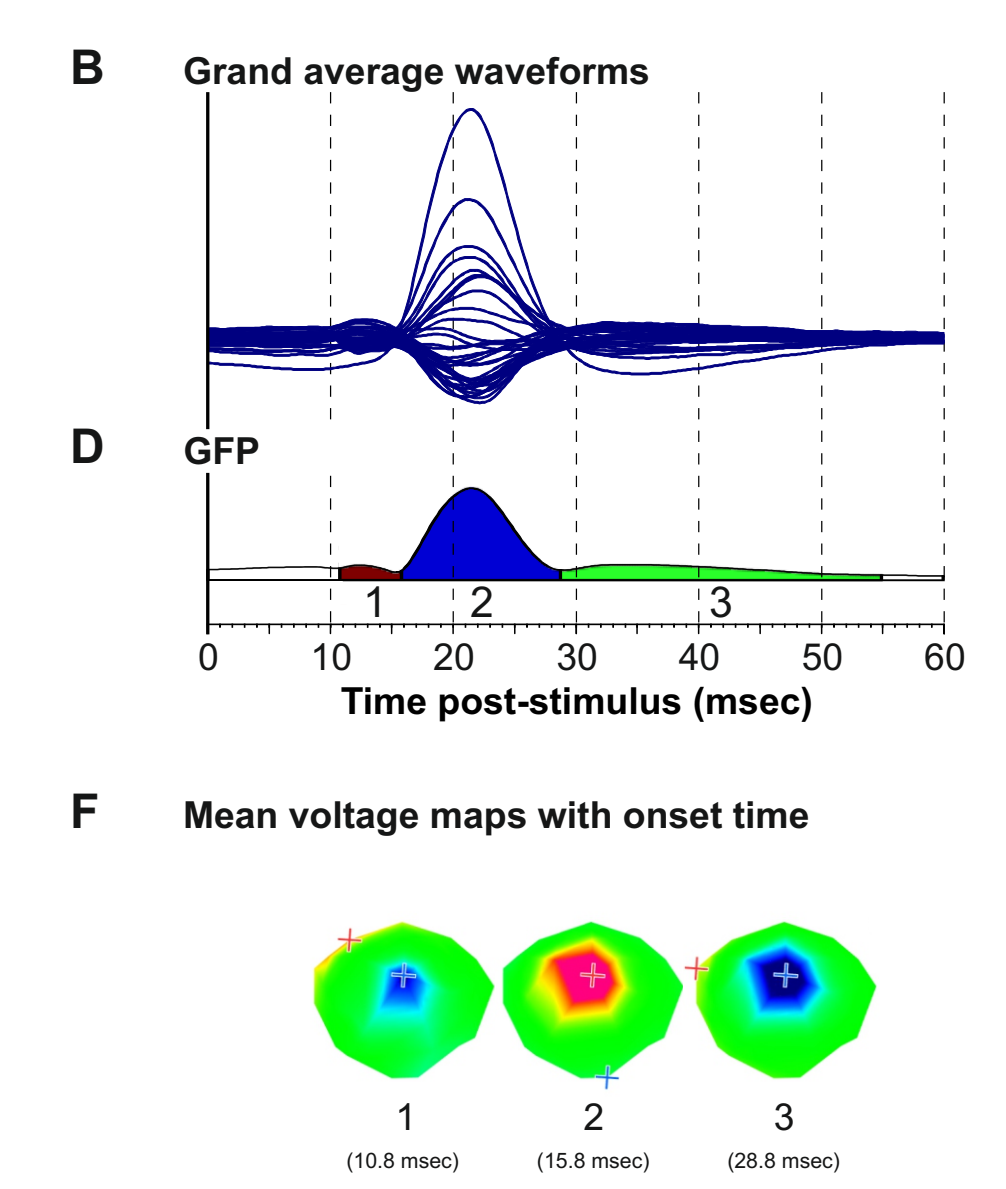 B Grand average waveforms
D GFP
1 2 3
0 10 20 30 40 50 60
Time post-stimulus (msec)
F Mean voltage maps with onset time
1 2 3
(10.8 msec) (15.8 msec) (28.8 msec)